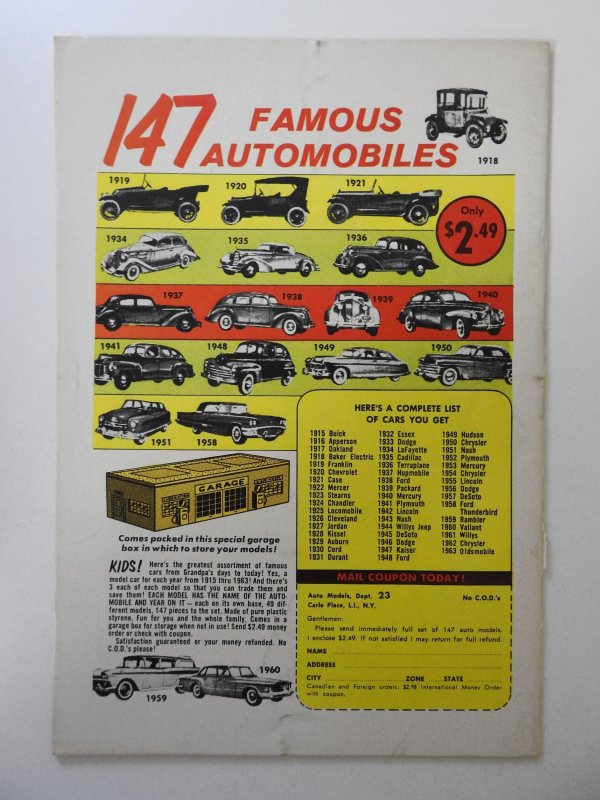 147 FAMOUS
AUTOMOBILES
1918
1919
1920
1921
Only
$2.49
1934
1935
1936
1937
1938
1939
1940
1941
1948
1949
1950
1951
1958
GARAGE
Comes packed in this special garage
box in which to store your models!
KIDS! Here's the greatest assortment of famous
cars from Grandpa's days to today! Yes, a
model car for each year from 1915 thru 1963! And there's
3 each of each model so that you can trade them and
save them! EACH MODEL HAS THE NAME OF THE AUTO-
MOBILE AND YEAR ON IT — each on its own base, 49 dif-
ferent models, 147 pieces to the set. Made of pure plastic
styrene. Fun for you and the whole family. Comes in a
garage box for storage when not in use! Send $2.49 money
order or check with coupon.
Satisfaction guaranteed or your money refunded. No
C.O.D.'s please!
1959
1960
HERE'S A COMPLETE LIST
OF CARS YOU GET
1915 Buick
1916 Apperson
1917 Oakland
1918 Baker Electric
1919 Franklin
1920 Chevrolet
1921 Case
1922 Mercer
1923 Stearns
1924 Chandler
1925 Locomobile
1926 Cleveland
1927 Jordan
1928 Kissel
1929 Auburn
1930 Cord
1931 Durant
1932 Essex
1933 Dodge
1934 LaFayette
1935 Cadillac
1936 Terraplane
1937 Hupmobile
1938 Ford
1939 Packard
1940 Mercury
1941 Plymouth
1942 Lincoln
1943 Nash
1944 Willys Jeep
1945 DeSoto
1946 Dodge
1947 Kaiser
1948 Ford
1949 Hudson
1950 Chrysler
1951 Nash
1952 Plymouth
1953 Mercury
1954 Chrysler
1955 Lincoln
1956 Dodge
1957 DeSoto
1958 Ford
Thunderbird
1959 Rambler
1960 Valiant
1961 Willys
1962 Chrysler
1963 Oldsmobile
MAIL COUPON TODAY!
Auto Models, Dept. 23 No C.O.D.'s
Carle Place, L.I., N.Y.
Gentlemen:
Please send immediately full set of 147 auto models.
I enclose $2.49. If not satisfied I may return for full refund.
NAME
ADDRESS
CITY ZONE STATE
Canadian and Foreign orders: $2.98 International Money Order
with coupon.